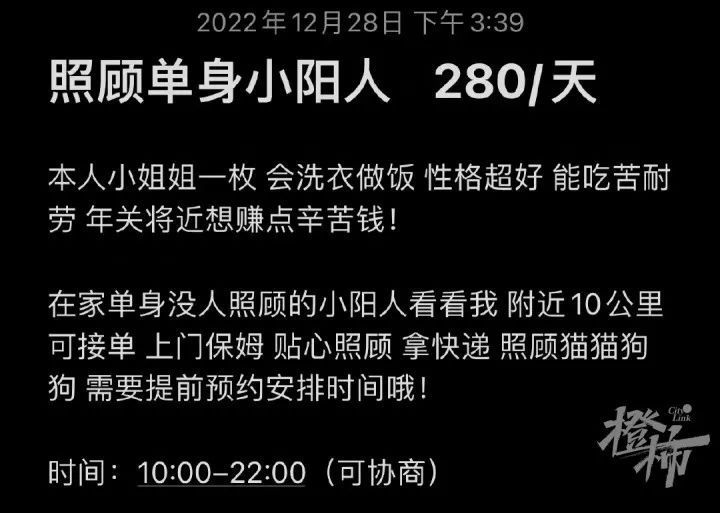 2022年12月28日 下午3:39
照顾单身小阳人 280/天
本人小姐姐一枚 会洗衣做饭 性格超好 能吃苦耐
劳 年关将近想赚点辛苦钱！
在家单身没人照顾的小阳人看看我 附近10公里
可接单 上门保姆 贴心照顾 拿快递 照顾猫猫狗
狗 需要提前预约安排时间哦！
City Link
橙柿
时间：10:00-22:00（可协商）